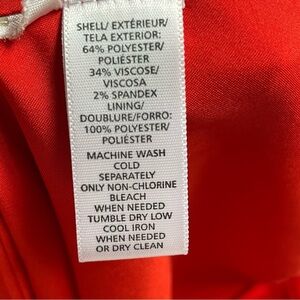 SHELL/ EXTÉRIEUR/
TELA EXTERIOR:
64% POLYESTER/
POLIÉSTER
34% VISCOSE/
VISCOSA
2% SPANDEX
LINING/
DOUBLURE/FORRO:
100% POLYESTER/
POLIÉSTER
MACHINE WASH
COLD
SEPARATELY
ONLY NON-CHLORINE
BLEACH
WHEN NEEDED
TUMBLE DRY LOW
COOL IRON
WHEN NEEDED
OR DRY CLEAN